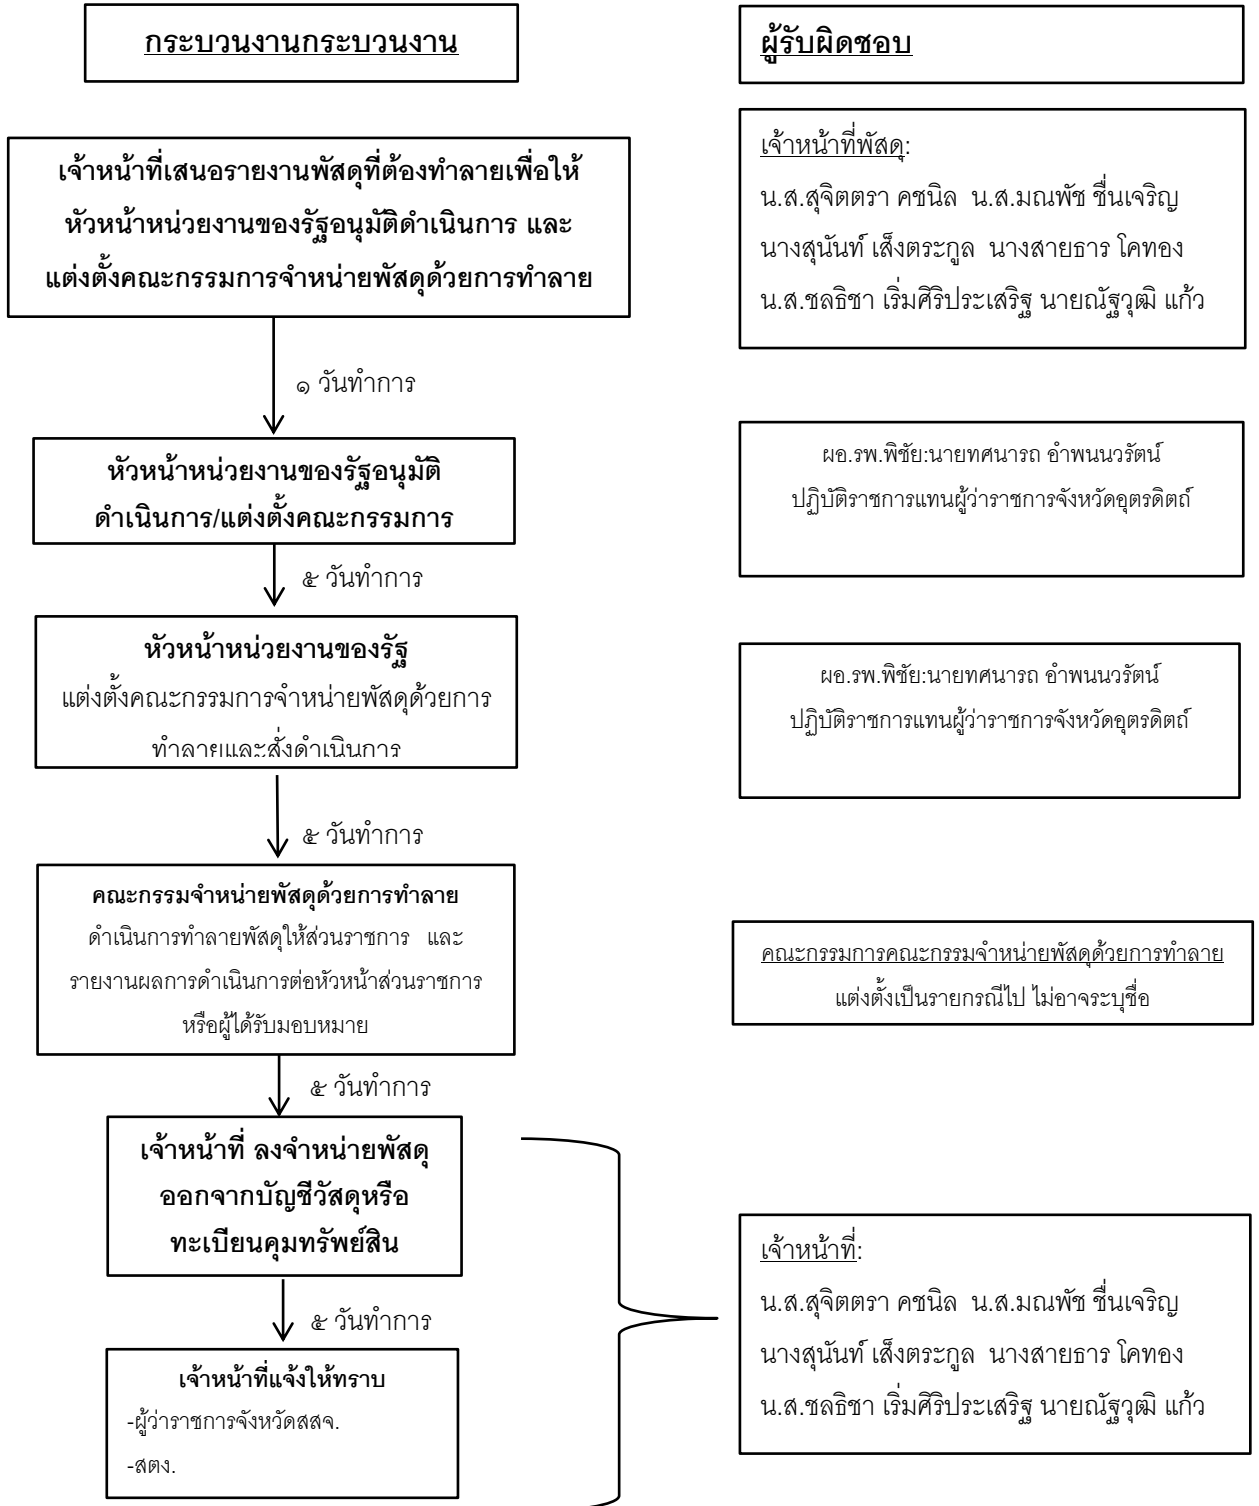 กระบวนงานกระบวนงาน
ผู้รับผิดชอบ
เจ้าหน้าที่เสนอรายงานพัสดุที่ต้องทำลายเพื่อให้
หัวหน้าหน่วยงานของรัฐอนุมัติดำเนินการ และ
แต่งตั้งคณะกรรมการจำหน่ายพัสดุด้วยการทำลาย
เจ้าหน้าที่พัสดุ:
น.ส.สุจิตตรา คชนิล น.ส.มณพัช ชื่นเจริญ
นางสุนันท์ เส็งตระกูล นางสายธาร โคทอง
น.ส.ชลธิชา เริ่มศิริประเสริฐ นายณัฐวุฒิ แก้ว
๑ วันทำการ
หัวหน้าหน่วยงานของรัฐอนุมัติ
ดำเนินการ/แต่งตั้งคณะกรรมการ
ผอ.รพ.พิชัย:นายทศนารถ อำพนนวรัตน์
ปฏิบัติราชการแทนผู้ว่าราชการจังหวัดอุตรดิตถ์
๕ วันทำการ
หัวหน้าหน่วยงานของรัฐ
แต่งตั้งคณะกรรมการจำหน่ายพัสดุด้วยการ
ทำลายและสั่งดำเนินการ
ผอ.รพ.พิชัย:นายทศนารถ อำพนนวรัตน์
ปฏิบัติราชการแทนผู้ว่าราชการจังหวัดอุตรดิตถ์
๕ วันทำการ
คณะกรรมจำหน่ายพัสดุด้วยการทำลาย
ดำเนินการทำลายพัสดุให้ส่วนราชการ และ
รายงานผลการดำเนินการต่อหัวหน้าส่วนราชการ
หรือผู้ได้รับมอบหมาย
คณะกรรมการคณะกรรมจำหน่ายพัสดุด้วยการทำลาย
แต่งตั้งเป็นรายกรณีไป ไม่อาจระบุชื่อ
๕ วันทำการ
เจ้าหน้าที่ ลงจำหน่ายพัสดุ
ออกจากบัญชีวัสดุหรือ
ทะเบียนคุมทรัพย์สิน
๕ วันทำการ
เจ้าหน้าที่แจ้งให้ทราบ
-ผู้ว่าราชการจังหวัดสสจ.
-สตง.
เจ้าหน้าที่:
น.ส.สุจิตตรา คชนิล น.ส.มณพัช ชื่นเจริญ
นางสุนันท์ เส็งตระกูล นางสายธาร โคทอง
น.ส.ชลธิชา เริ่มศิริประเสริฐ นายณัฐวุฒิ แก้ว